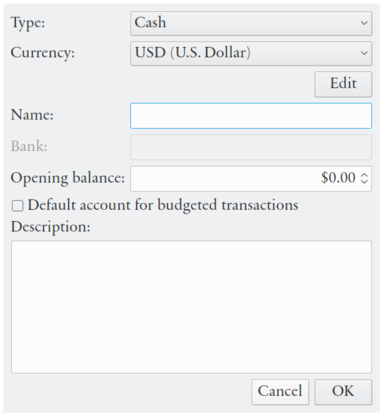 Type: Cash
Currency: USD (U.S. Dollar)
Edit
Name:
Bank:
Opening balance: $0.00
Default account for budgeted transactions
Description:
Cancel OK